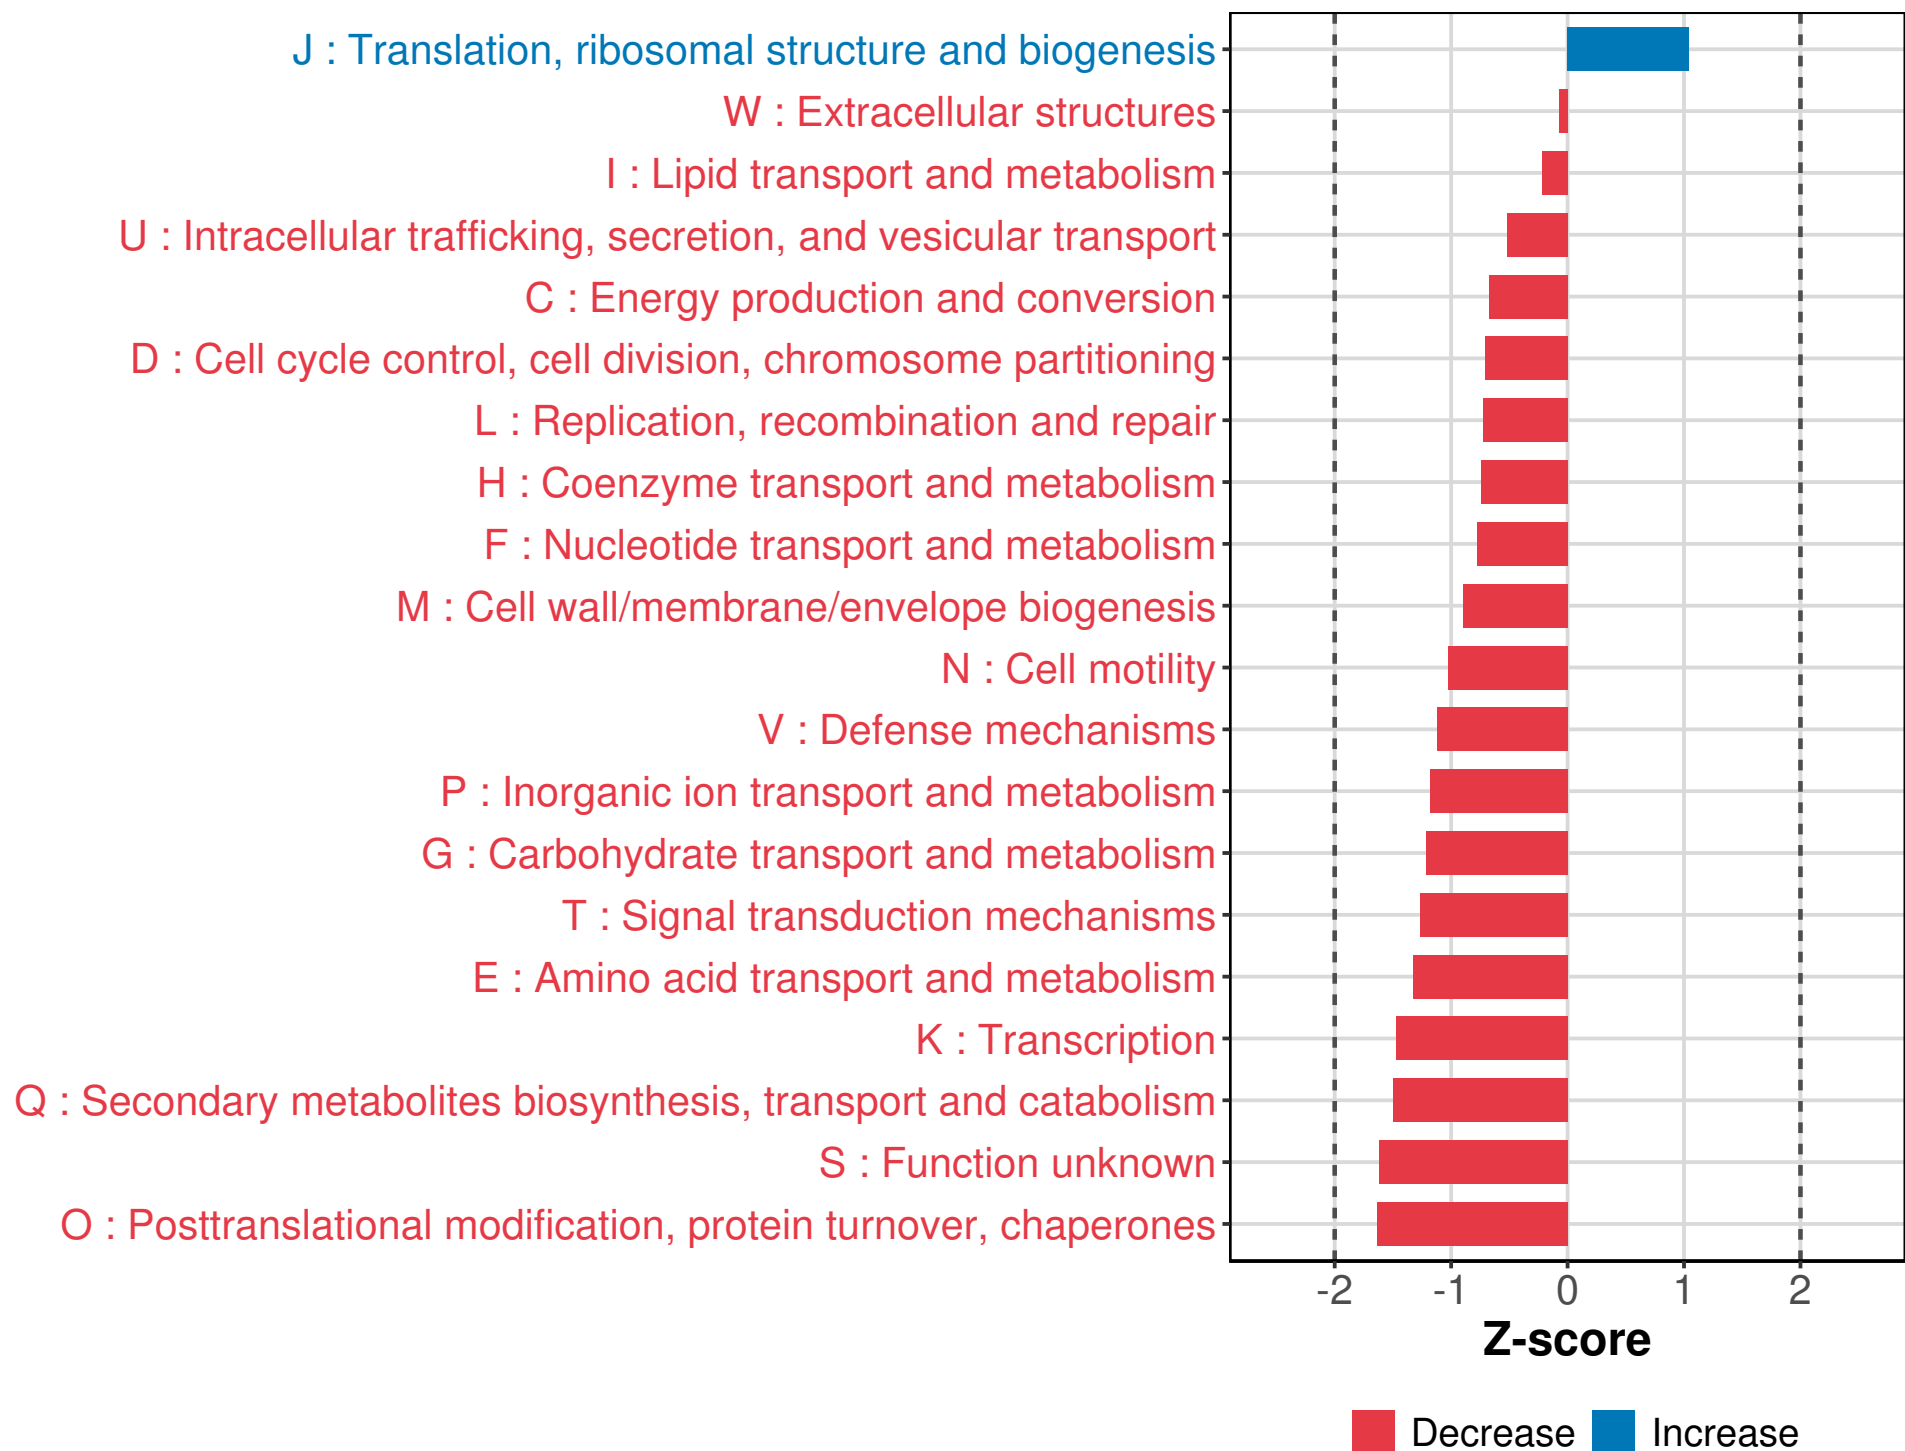 J : Translation, ribosomal structure and biogenesis
W : Extracellular structures
I : Lipid transport and metabolism
U : Intracellular trafficking, secretion, and vesicular transport
C : Energy production and conversion
D : Cell cycle control, cell division, chromosome partitioning
L : Replication, recombination and repair
H : Coenzyme transport and metabolism
F : Nucleotide transport and metabolism
M : Cell wall/membrane/envelope biogenesis
N : Cell motility
V : Defense mechanisms
P : Inorganic ion transport and metabolism
G : Carbohydrate transport and metabolism
T : Signal transduction mechanisms
E : Amino acid transport and metabolism
K : Transcription
Q : Secondary metabolites biosynthesis, transport and catabolism
S : Function unknown
O : Posttranslational modification, protein turnover, chaperones
-2 -1 0 1 2
Z-score
Decrease Increase